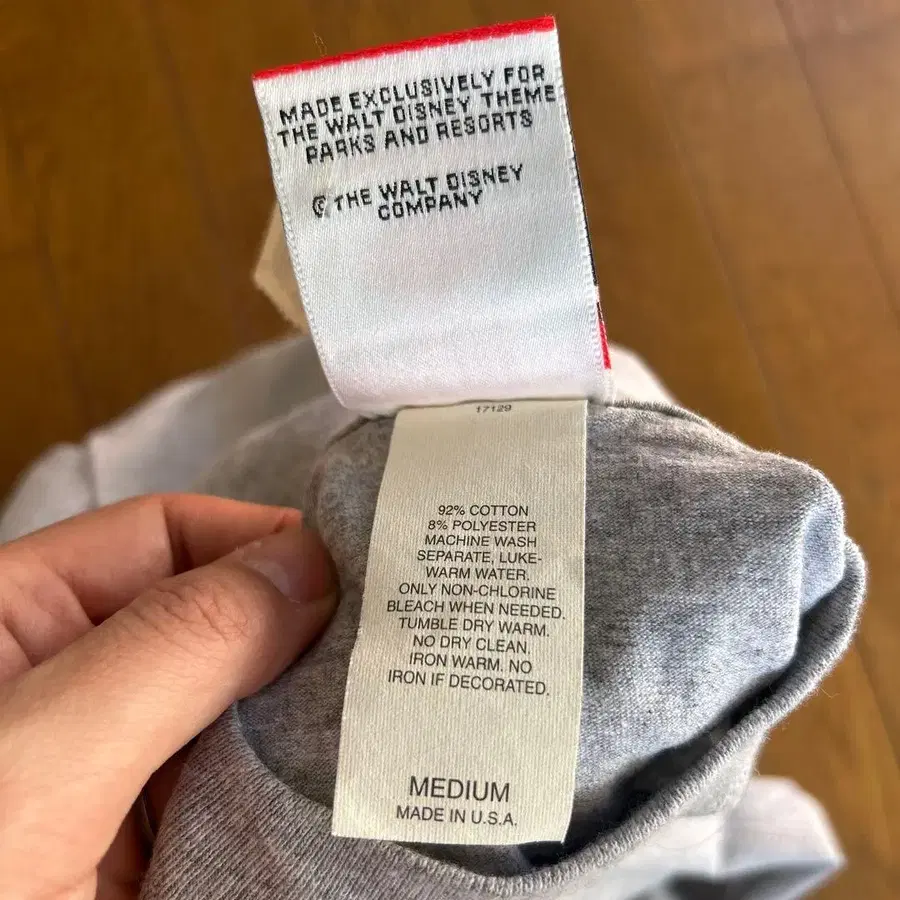 MADE EXCLUSIVELY FOR
THE WALT DISNEY THEME
PARKS AND RESORTS
© THE WALT DISNEY
COMPANY
17129
92% COTTON
8% POLYESTER
MACHINE WASH
SEPARATE, LUKE-
WARM WATER.
ONLY NON-CHLORINE
BLEACH WHEN NEEDED.
TUMBLE DRY WARM.
NO DRY CLEAN.
IRON WARM. NO
IRON IF DECORATED.
MEDIUM
MADE IN U.S.A.